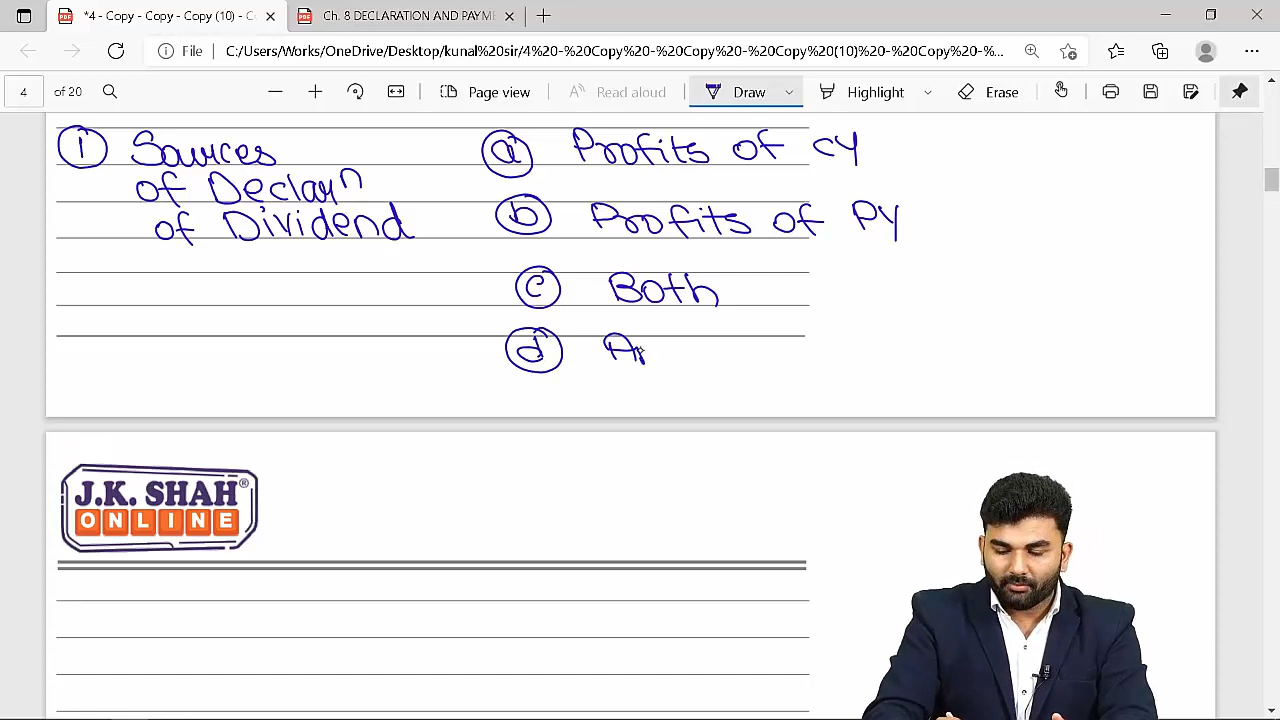 *4 - Copy - Copy - Copy (10) - C
Ch. 8 DECLARATION AND PAYM
File
C:/Users/Works/OneDrive/Desktop/kunal%20sir/4%20-%20Copy%20-%20Copy%20-%20Copy%20(10)%20-%20Copy%20-%...
4 of 20
Page view
Read aloud
Draw
Highlight
Erase
1 Sources of Declarn of Dividend
a Profits of CY
b Profits of PY
c Both
d An
J.K. SHAH®
ONLINE